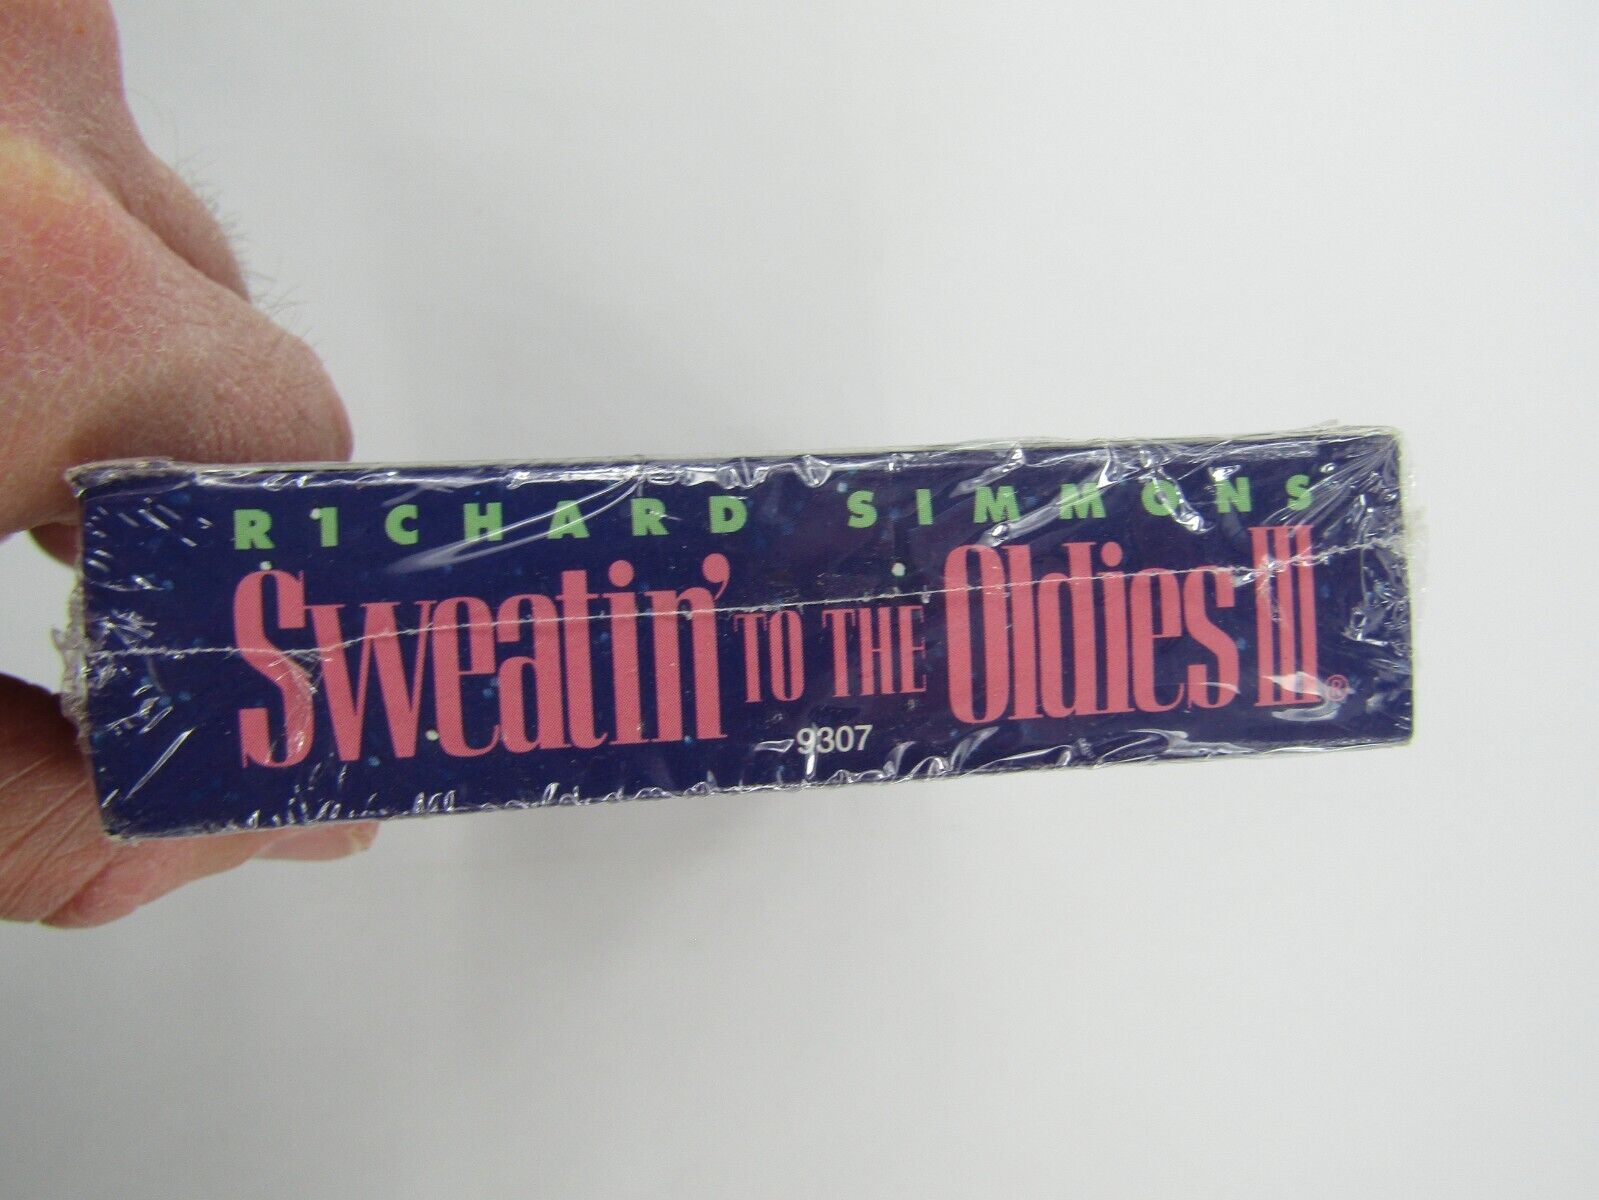 RICHARD SIMMONS
Sweatin' TO THE Oldies III®
9307